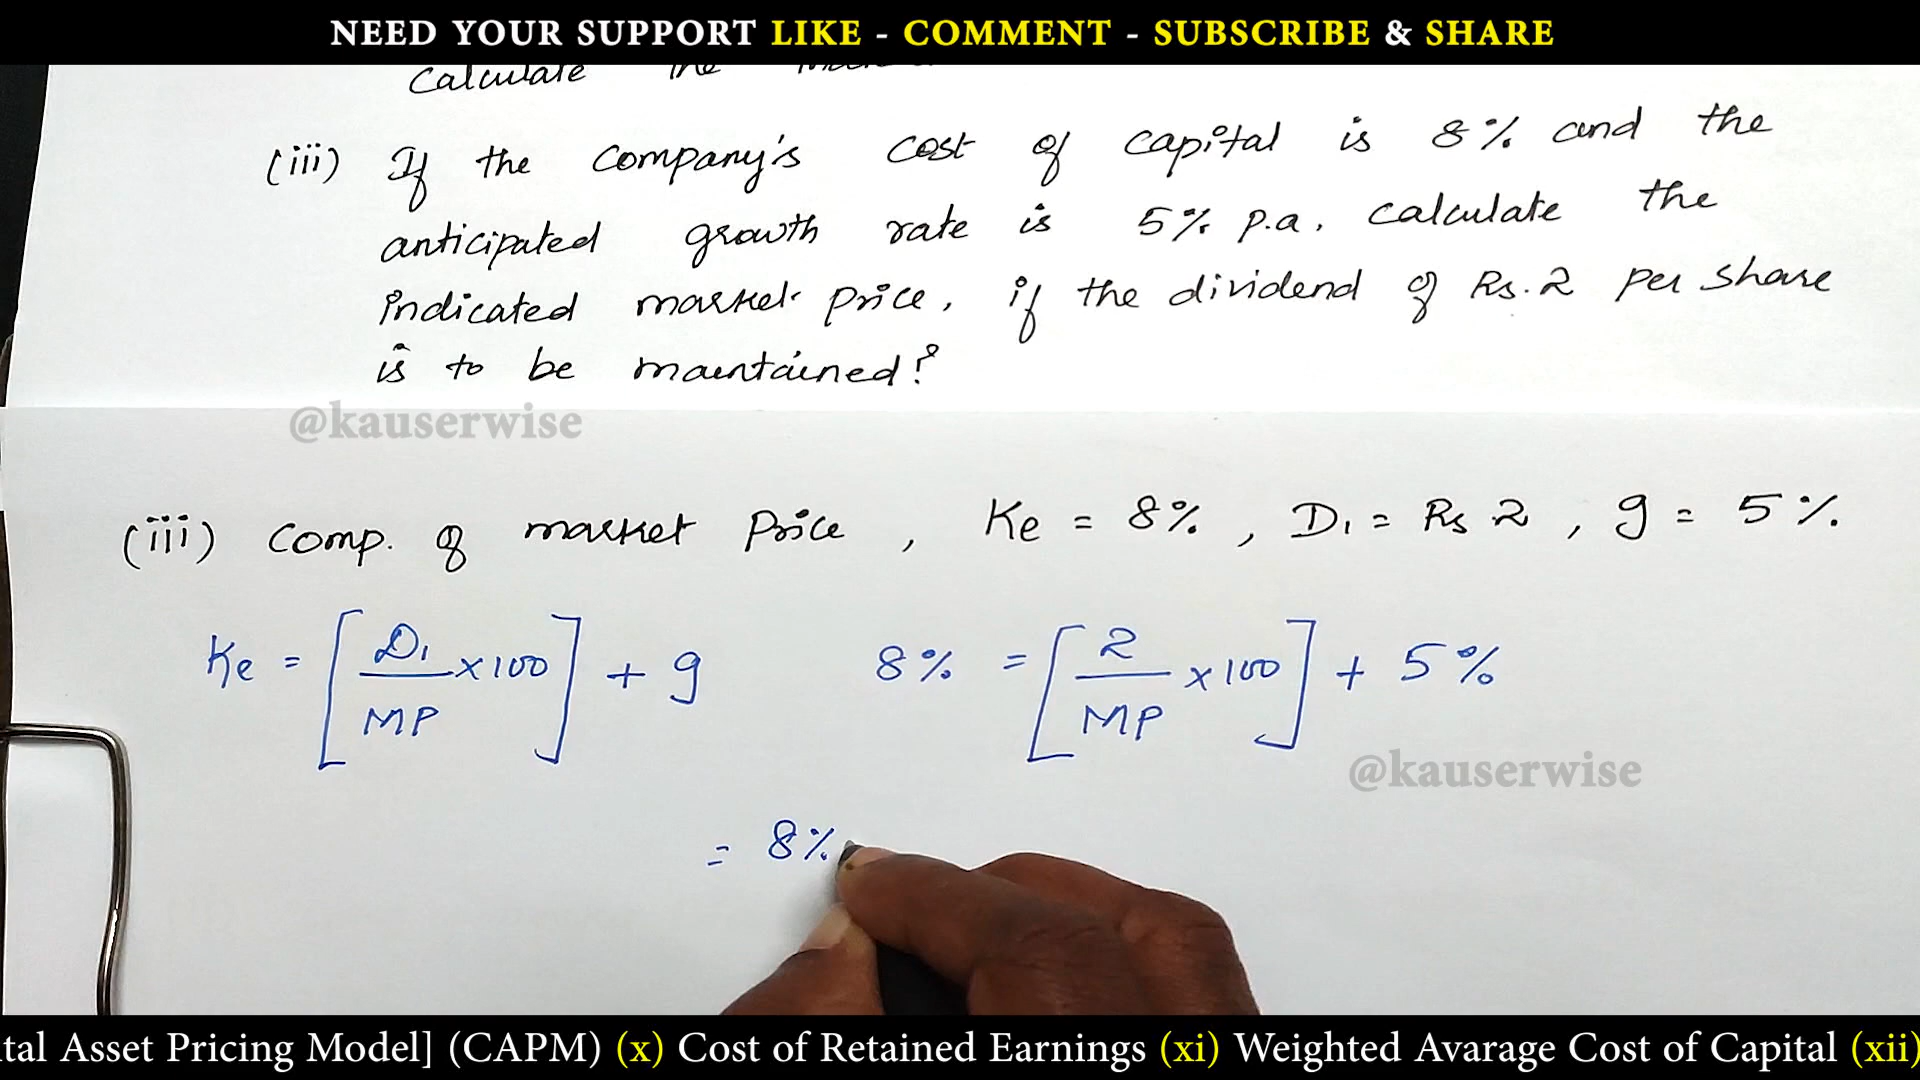 NEED YOUR SUPPORT LIKE - COMMENT - SUBSCRIBE & SHARE
Calculate the
(iii) If the Company's cost of capital is 8% and the
anticipated growth rate is 5% p.a, calculate the
indicated market price, if the dividend of Rs. 2 per share
is to be maintained?
@kauserwise
(iii) Comp. of market Price, Ke = 8%, D1 = Rs 2, g = 5%.
Ke = [D1/MP x 100] + g 8% = [2/MP x 100] + 5%
@kauserwise
= 8%
tal Asset Pricing Model] (CAPM) (x) Cost of Retained Earnings (xi) Weighted Avarage Cost of Capital (xii)